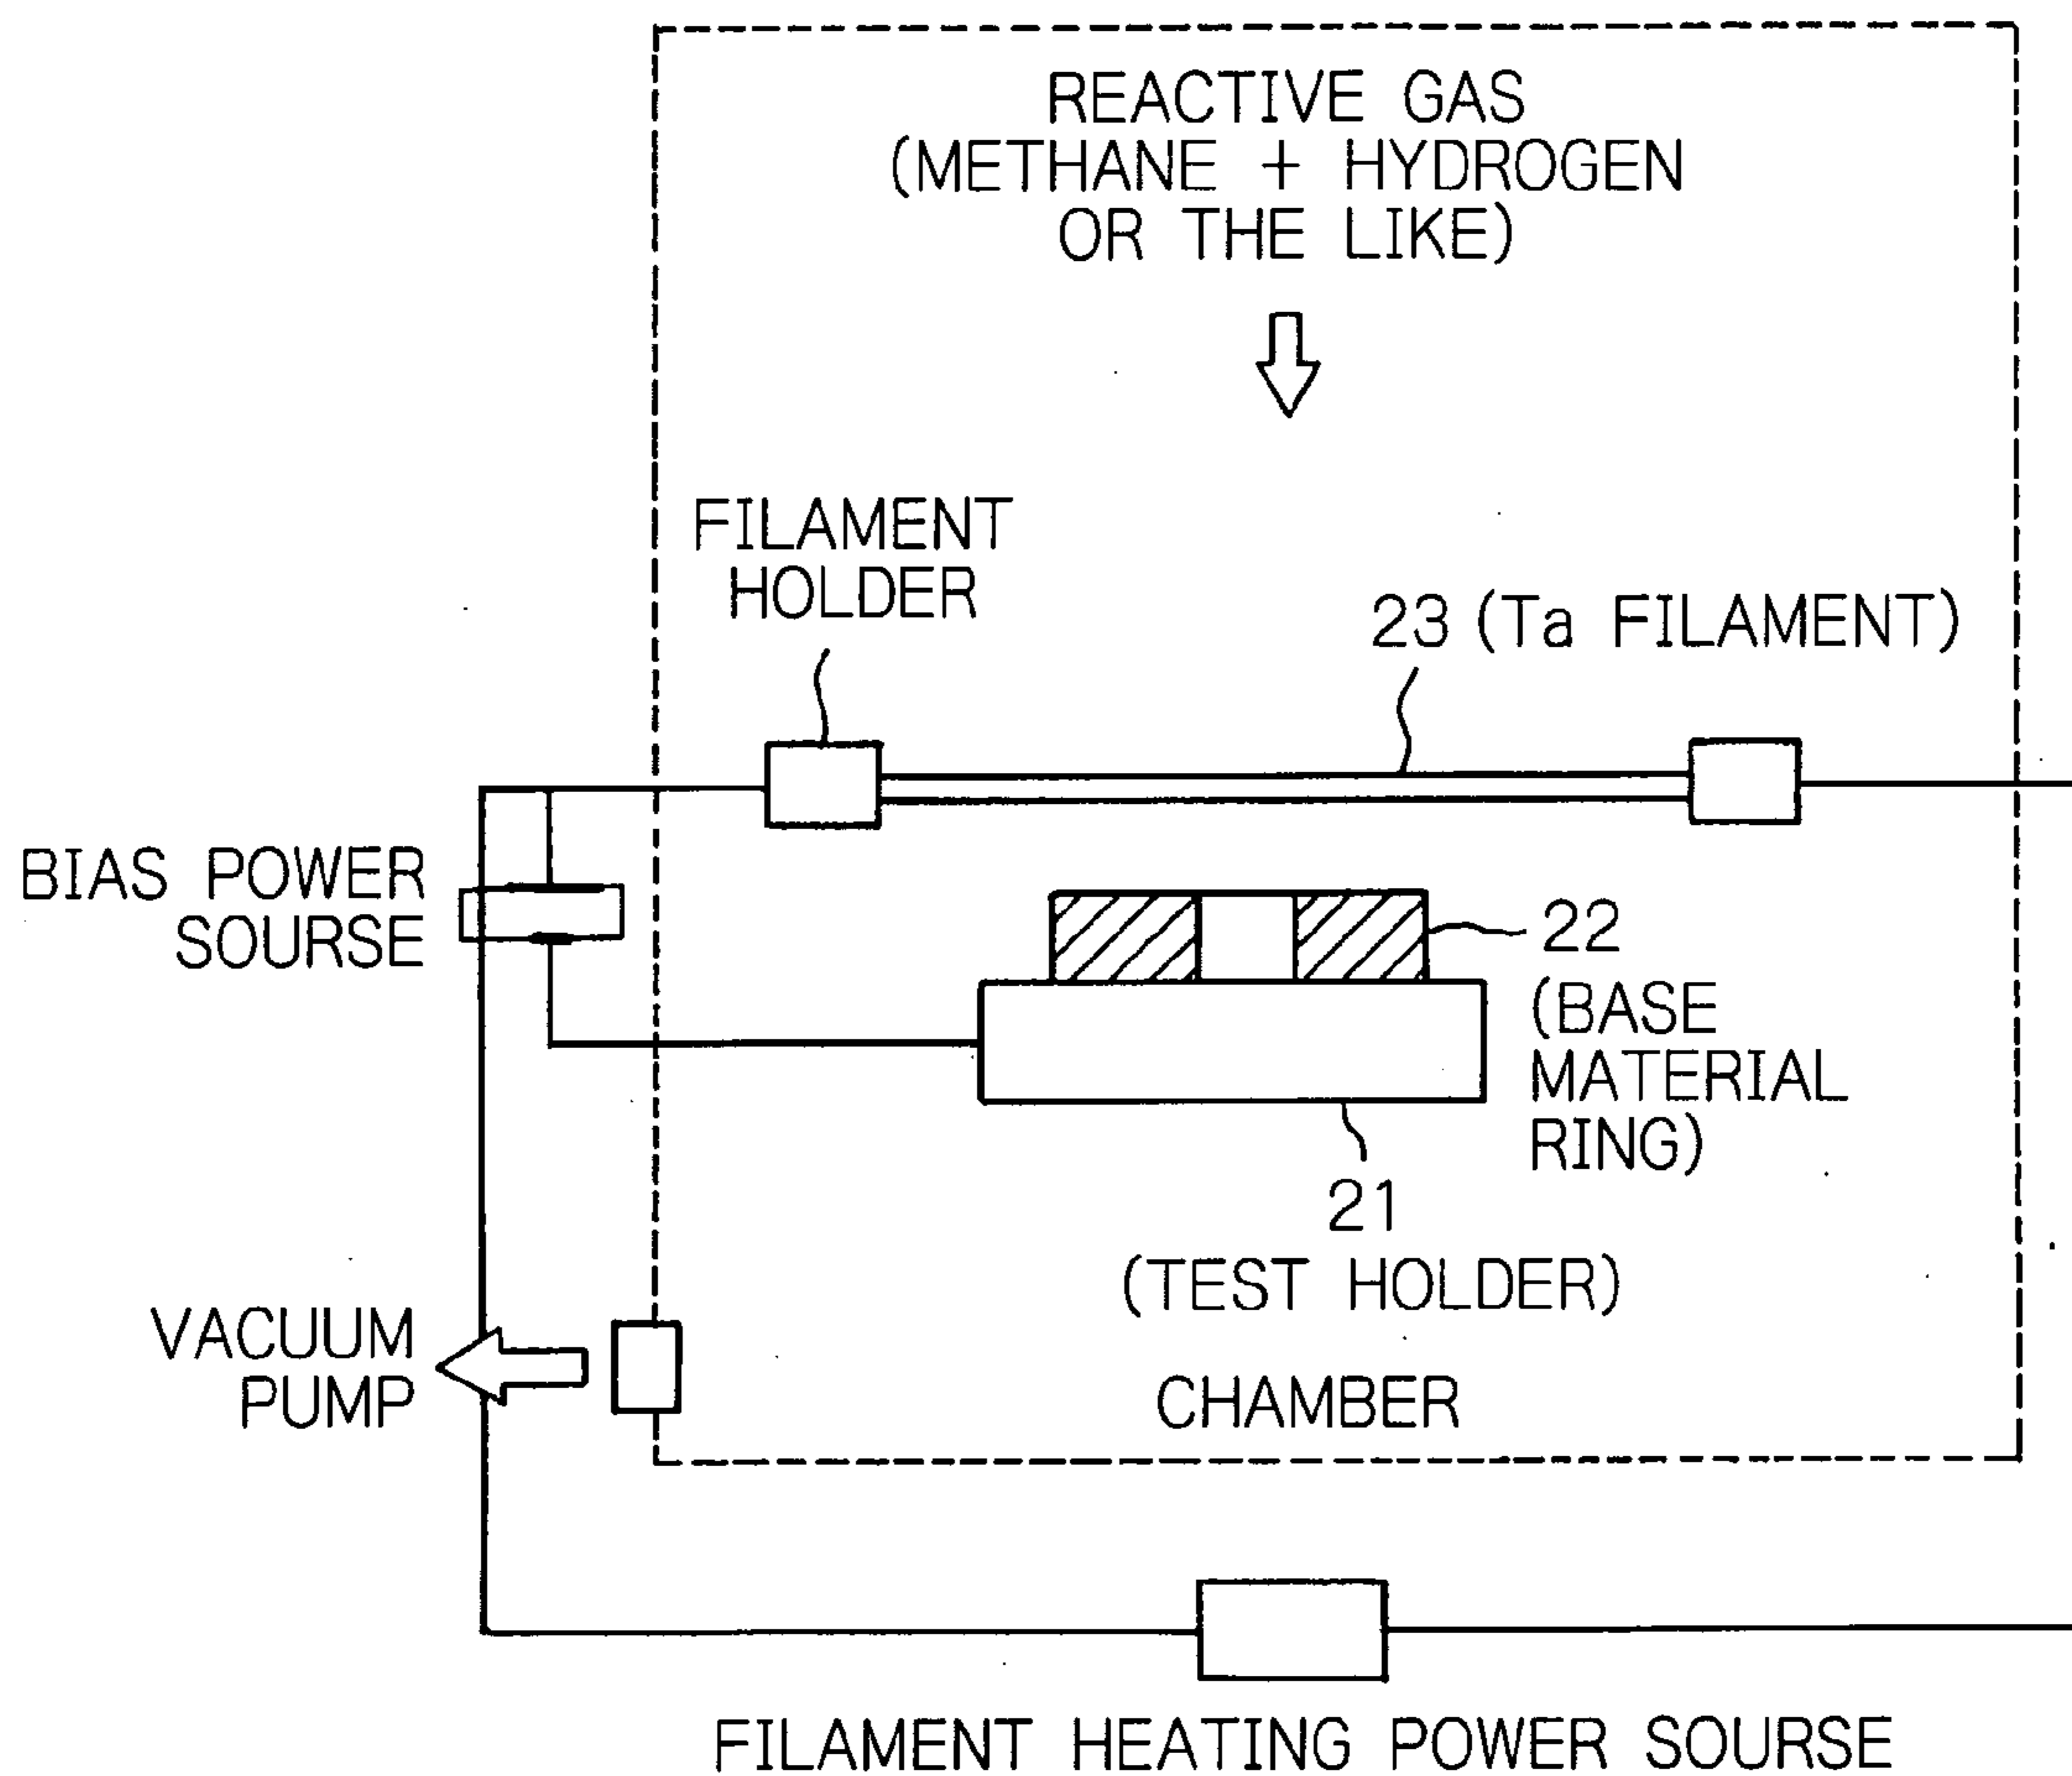 REACTIVE GAS
(METHANE + HYDROGEN
OR THE LIKE)
FILAMENT
HOLDER
23 (Ta FILAMENT)
BIAS POWER
SOURSE
22
(BASE
MATERIAL
RING)
21
(TEST HOLDER)
VACUUM
PUMP
CHAMBER
FILAMENT HEATING POWER SOURSE